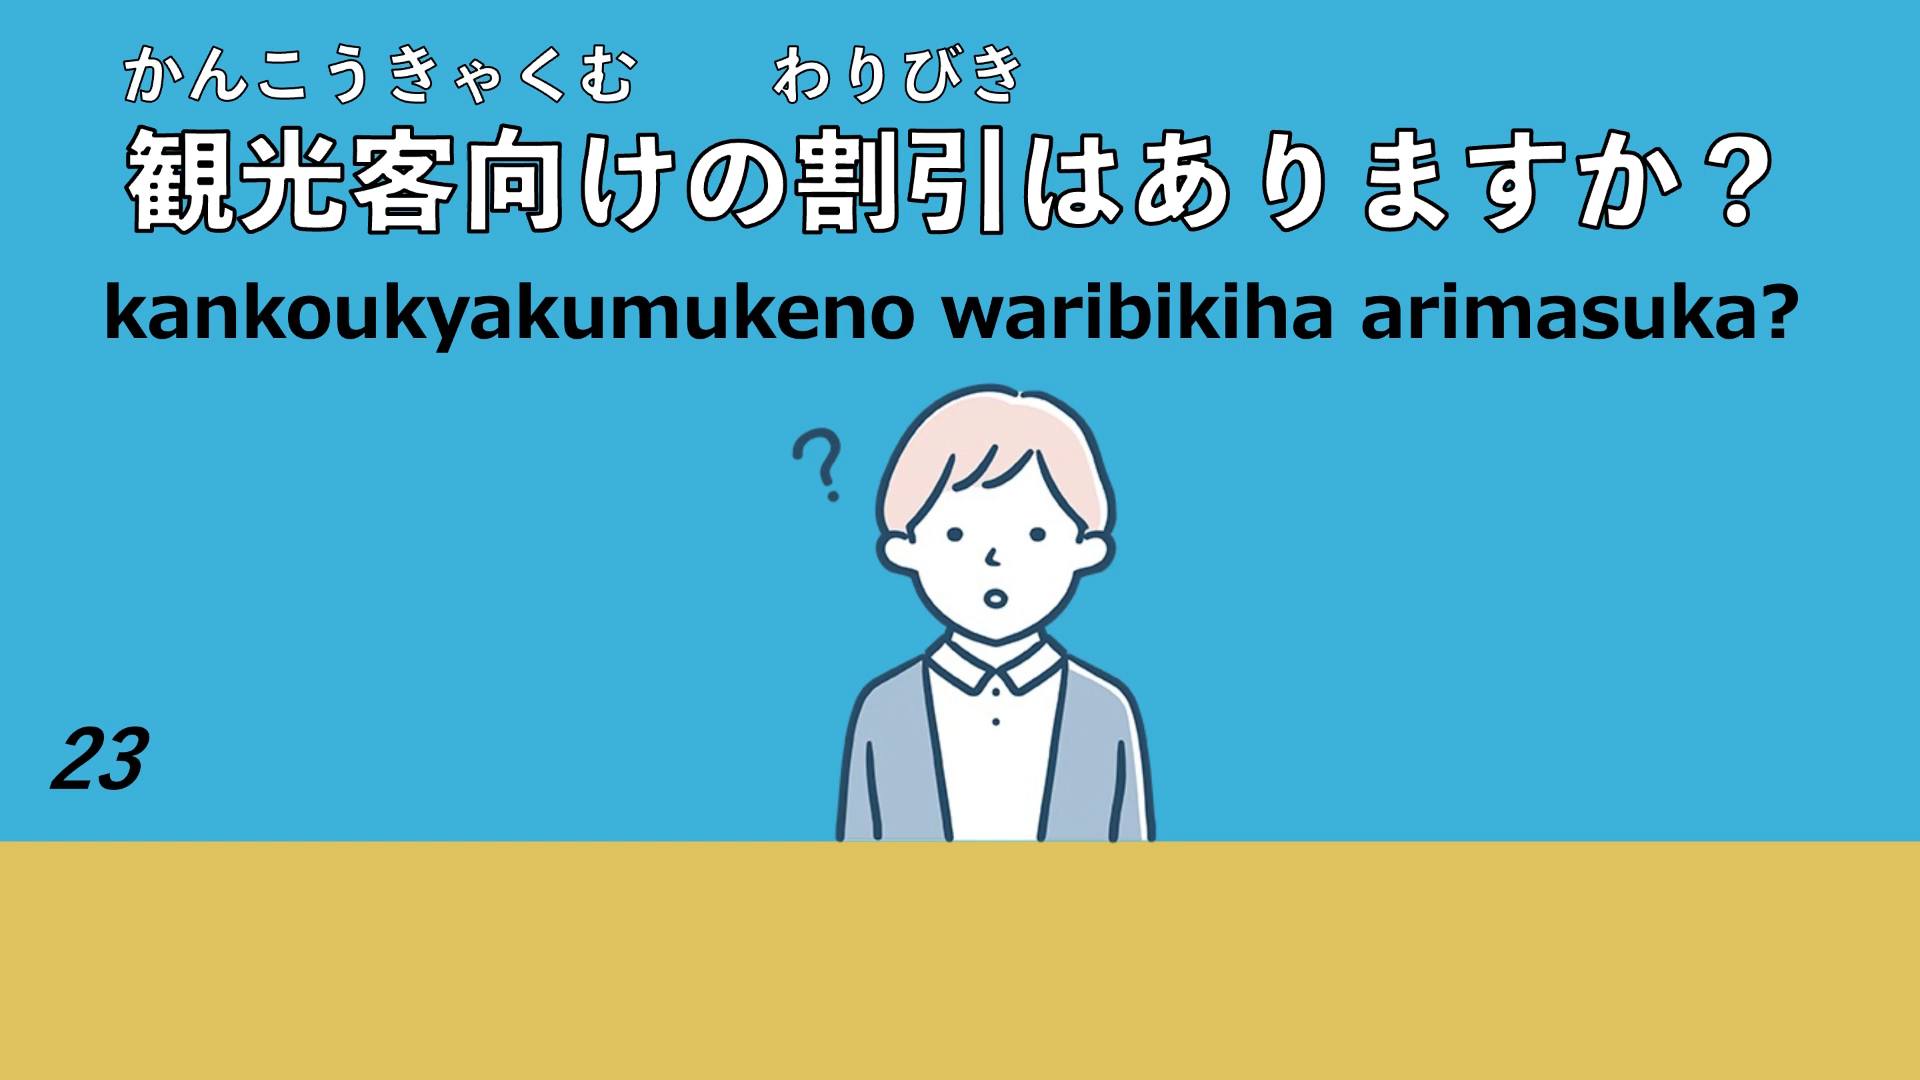 かんこうきゃくむ わりびき
観光客向けの割引はありますか？
kankoukyakumukeno waribikiha arimasuka?
?
23